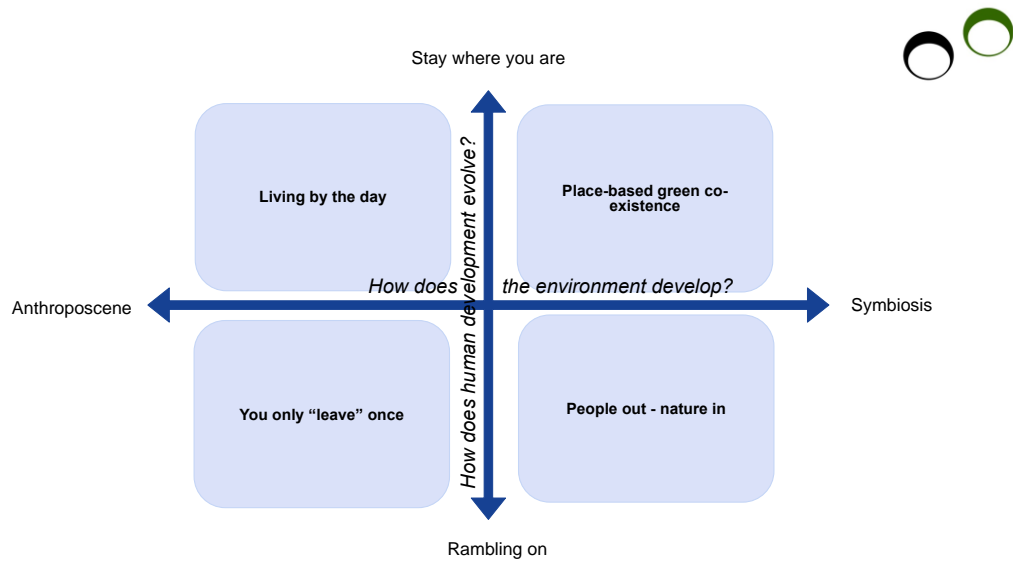 Stay where you are
How does human development evolve?
Living by the day
Place-based green co-
existence
How does the environment develop?
Anthroposcene
Symbiosis
You only “leave” once
People out - nature in
Rambling on